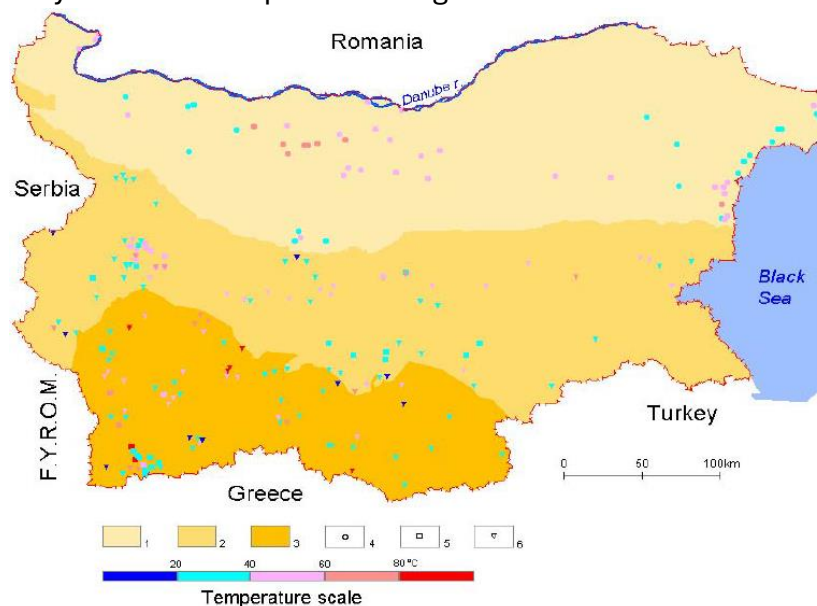 Romania
Danube r.
Serbia
Black
Sea
F.Y.R.O.M.
Turkey
0 50 100km
Greece
1 2 3 4 5 6
20 40 60 80 °C
Temperature scale